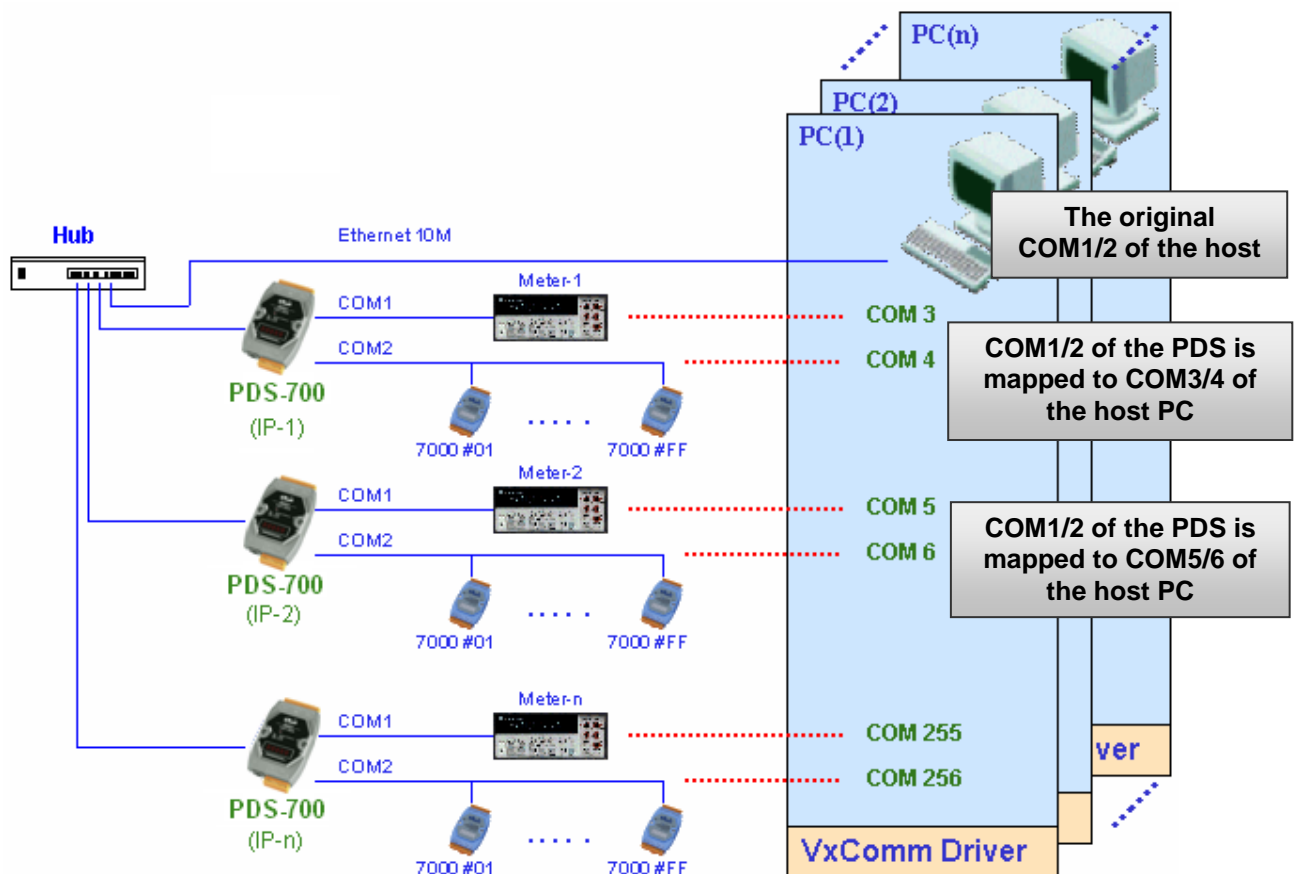 PC(n)
PC(2)
PC(1)
The original
COM1/2 of the host
Hub
Ethernet 10M
Meter-1
COM1
COM 3
COM2
COM 4
COM1/2 of the PDS is
mapped to COM3/4 of
the host PC
PDS-700
(IP-1)
7000 #01
7000 #FF
Meter-2
COM1
COM 5
COM2
COM 6
COM1/2 of the PDS is
mapped to COM5/6 of
the host PC
PDS-700
(IP-2)
7000 #01
7000 #FF
Meter-n
COM1
COM 255
COM2
COM 256
ver
PDS-700
(IP-n)
7000 #01
7000 #FF
VxComm Driver